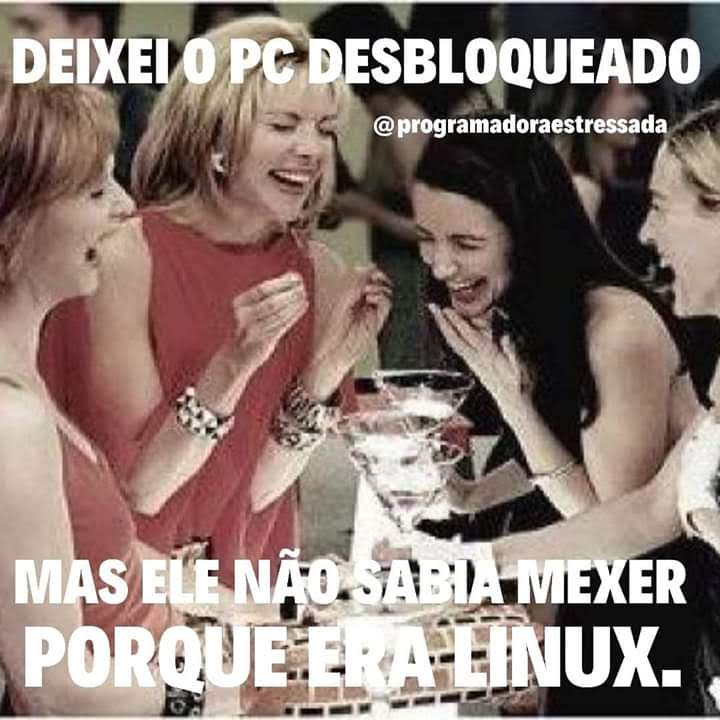 DEIXEI O PC DESBLOQUEADO
@programadoraestressada
MAS ELE NÃO SABIA MEXER
PORQUE ERA LINUX.